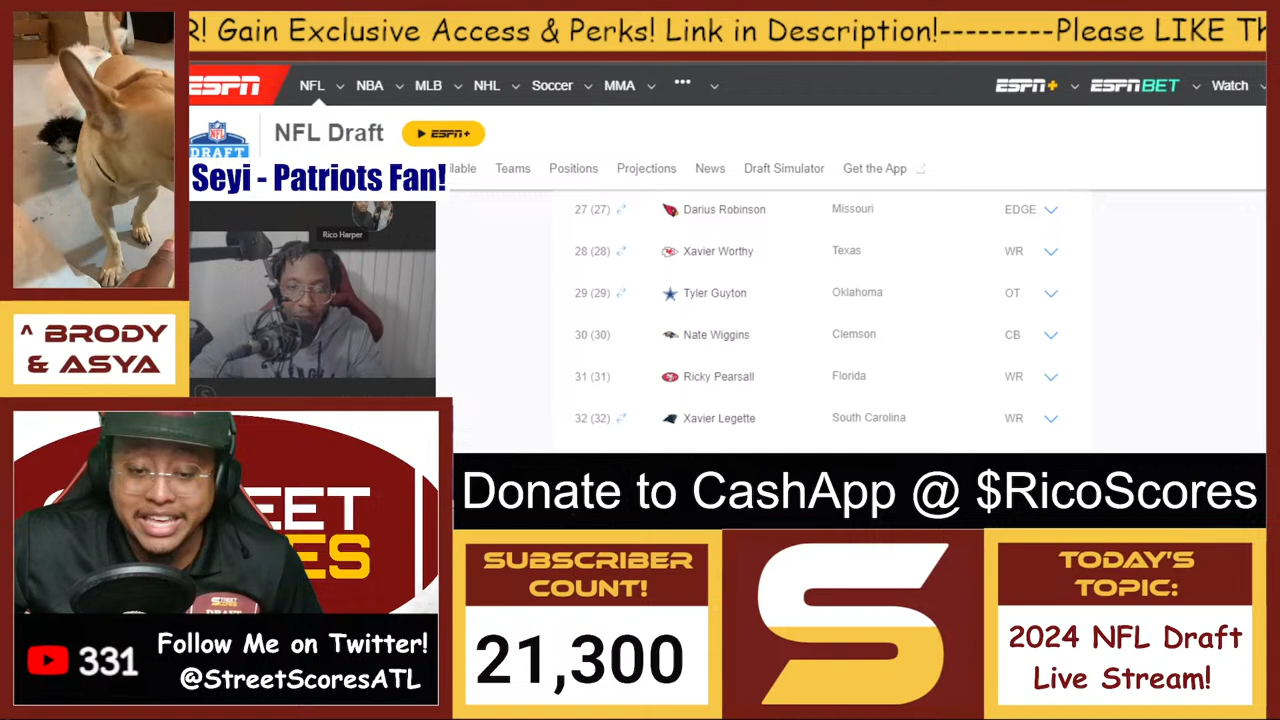 R! Gain Exclusive Access & Perks! Link in Description!---------Please LIKE Th
ESPN NFL NBA MLB NHL Soccer MMA ••• ESPN+ ESPN BET Watch
NFL DRAFT NFL Draft ESPN+
ilable Teams Positions Projections News Draft Simulator Get the App
Seyi - Patriots Fan!
Rico Harper
27 (27) Darius Robinson Missouri EDGE
28 (28) Xavier Worthy Texas WR
29 (29) Tyler Guyton Oklahoma OT
30 (30) Nate Wiggins Clemson CB
31 (31) Ricky Pearsall Florida WR
32 (32) Xavier Legette South Carolina WR
^ BRODY
& ASYA
Donate to CashApp @ $RicoScores
SUBSCRIBER
COUNT!
21,300
S
TODAY'S
TOPIC:
2024 NFL Draft
Live Stream!
331
Follow Me on Twitter!
@StreetScoresATL